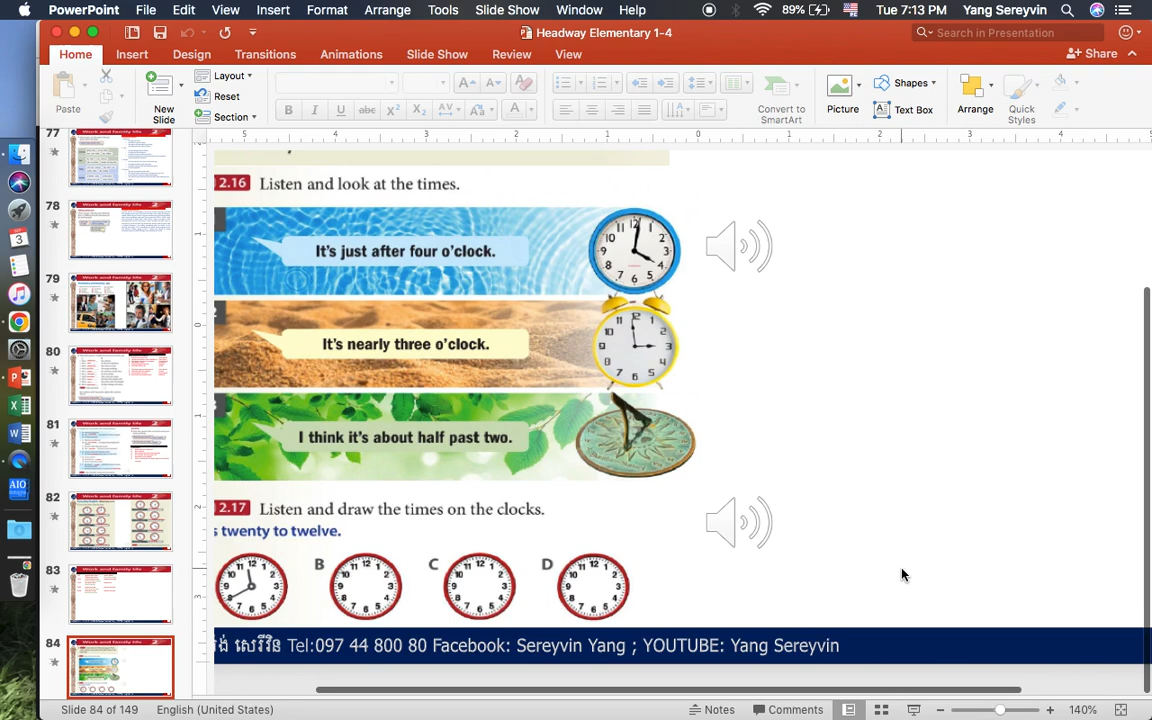 PowerPoint File Edit View Insert Format Arrange Tools Slide Show Window Help 89% Tue 7:13 PM Yang Sereyvin
Headway Elementary 1-4 Search in Presentation
Home Insert Design Transitions Animations Slide Show Review View Share
Paste New Slide Layout Reset Section Convert to SmartArt Picture Shapes Text Box Arrange Quick Styles
77
78
79
80
81
82
83
84
2.16 Listen and look at the times.
It's just after four o'clock.
It's nearly three o'clock.
I think it's about half past two.
2.17 Listen and draw the times on the clocks.
s twenty to twelve.
B C D
សេរីវិន Tel:097 44 800 80 Facebook: Sereyvin Yang ; YOUTUBE: Yang Sereyvin
Slide 84 of 149 English (United States) Notes Comments 140%